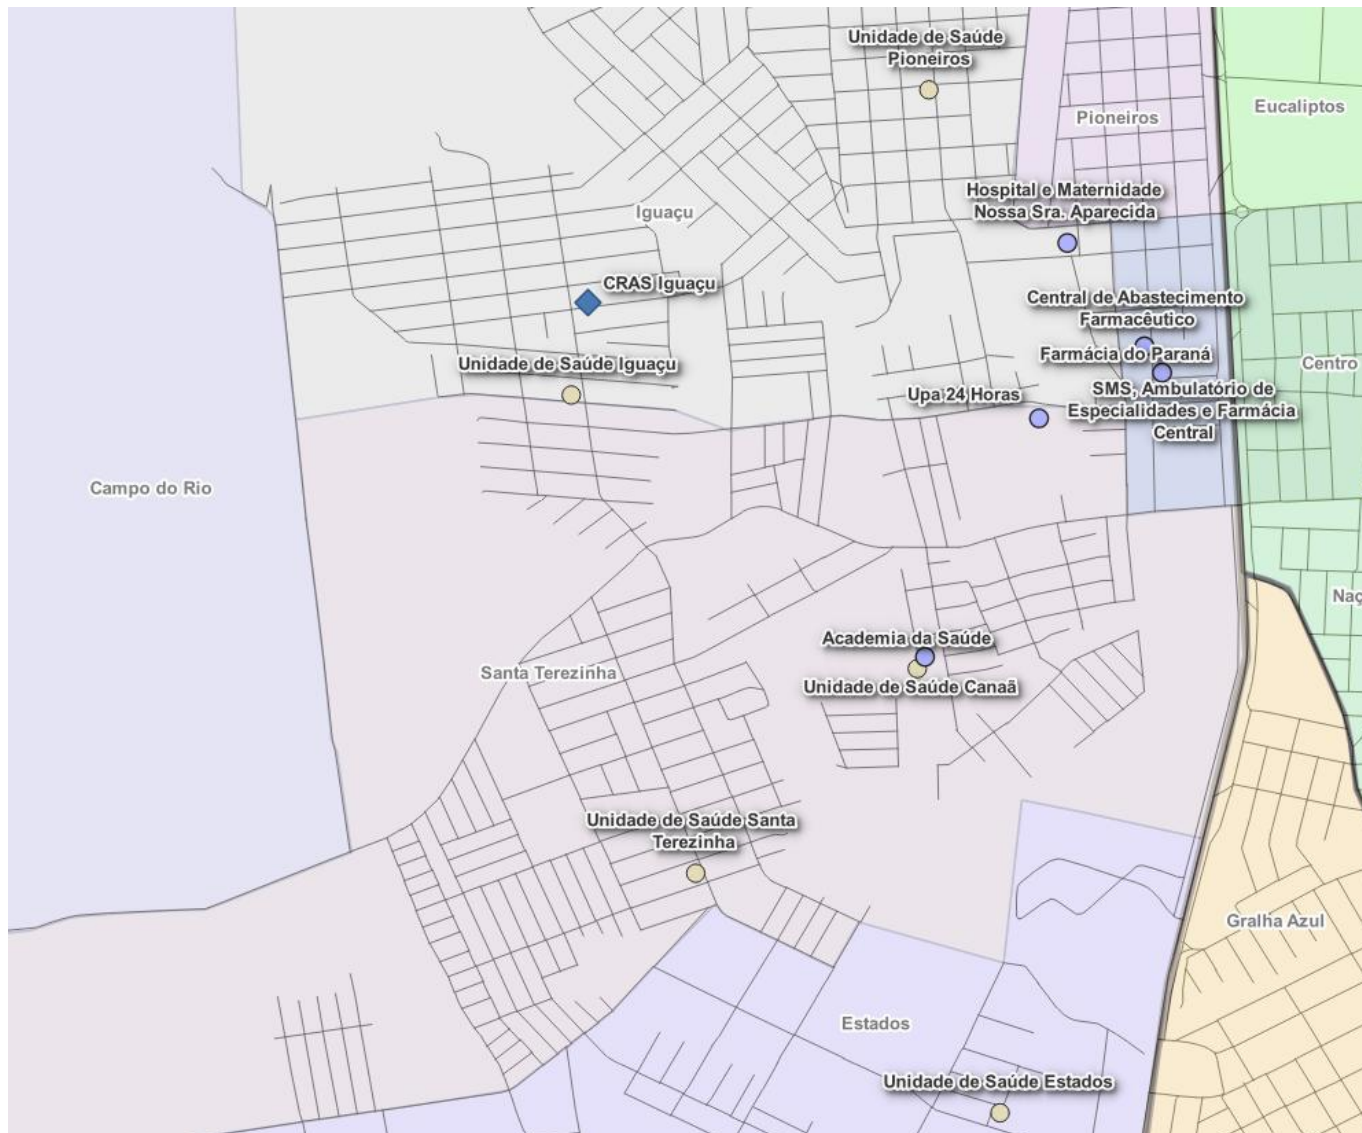 Unidade de Saúde
Pioneiros
Eucaliptos
Pioneiros
Hospital e Maternidade
Nossa Sra. Aparecida
Iguaçu
CRAS Iguaçu
Central de Abastecimento
Farmacêutico
Farmácia do Paraná
Centro
Unidade de Saúde Iguaçu
Upa 24 Horas
SMS, Ambulatório de
Especialidades e Farmácia
Central
Campo do Rio
Naç
Academia da Saúde
Santa Terezinha
Unidade de Saúde Canaã
Unidade de Saúde Santa
Terezinha
Gralha Azul
Estados
Unidade de Saúde Estados